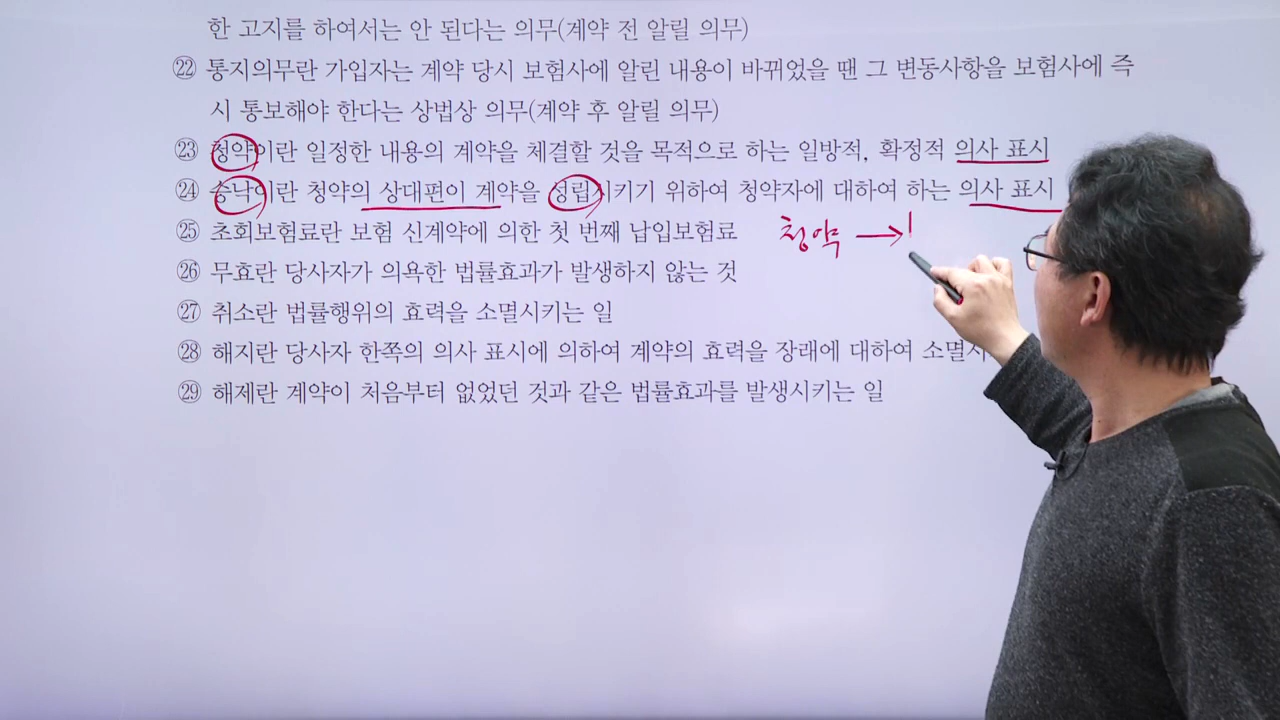 한 고지를 하여서는 안 된다는 의무(계약 전 알릴 의무)
㉒ 통지의무란 가입자는 계약 당시 보험사에 알린 내용이 바뀌었을 땐 그 변동사항을 보험사에 즉
시 통보해야 한다는 상법상 의무(계약 후 알릴 의무)
㉓ 청약이란 일정한 내용의 계약을 체결할 것을 목적으로 하는 일방적, 확정적 의사 표시
㉔ 승낙이란 청약의 상대편이 계약을 성립시키기 위하여 청약자에 대하여 하는 의사 표시
㉕ 초회보험료란 보험 신계약에 의한 첫 번째 납입보험료
청약 →
㉖ 무효란 당사자가 의욕한 법률효과가 발생하지 않는 것
㉗ 취소란 법률행위의 효력을 소멸시키는 일
㉘ 해지란 당사자 한쪽의 의사 표시에 의하여 계약의 효력을 장래에 대하여 소멸시
㉙ 해제란 계약이 처음부터 없었던 것과 같은 법률효과를 발생시키는 일